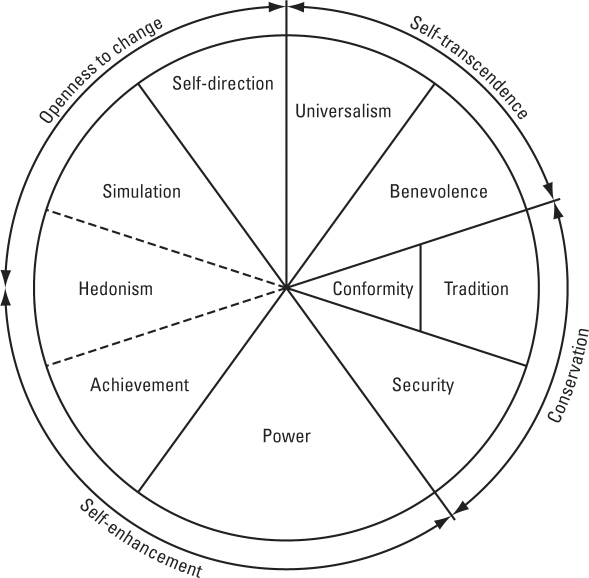 Openness to change
Self-transcendence
Self-direction
Universalism
Simulation
Benevolence
Hedonism
Conformity
Tradition
Achievement
Security
Conservation
Power
Self-enhancement